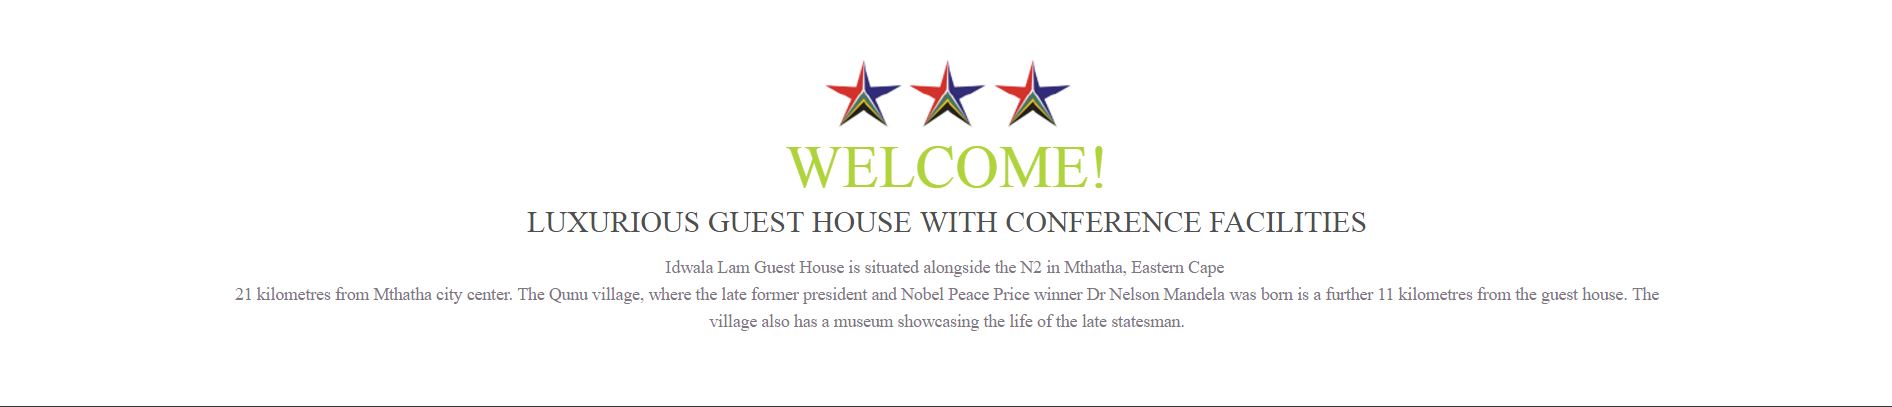 WELCOME!
LUXURIOUS GUEST HOUSE WITH CONFERENCE FACILITIES
Idwala Lam Guest House is situated alongside the N2 in Mthatha, Eastern Cape
21 kilometres from Mthatha city center. The Qunu village, where the late former president and Nobel Peace Price winner Dr Nelson Mandela was born is a further 11 kilometres from the guest house. The
village also has a museum showcasing the life of the late statesman.